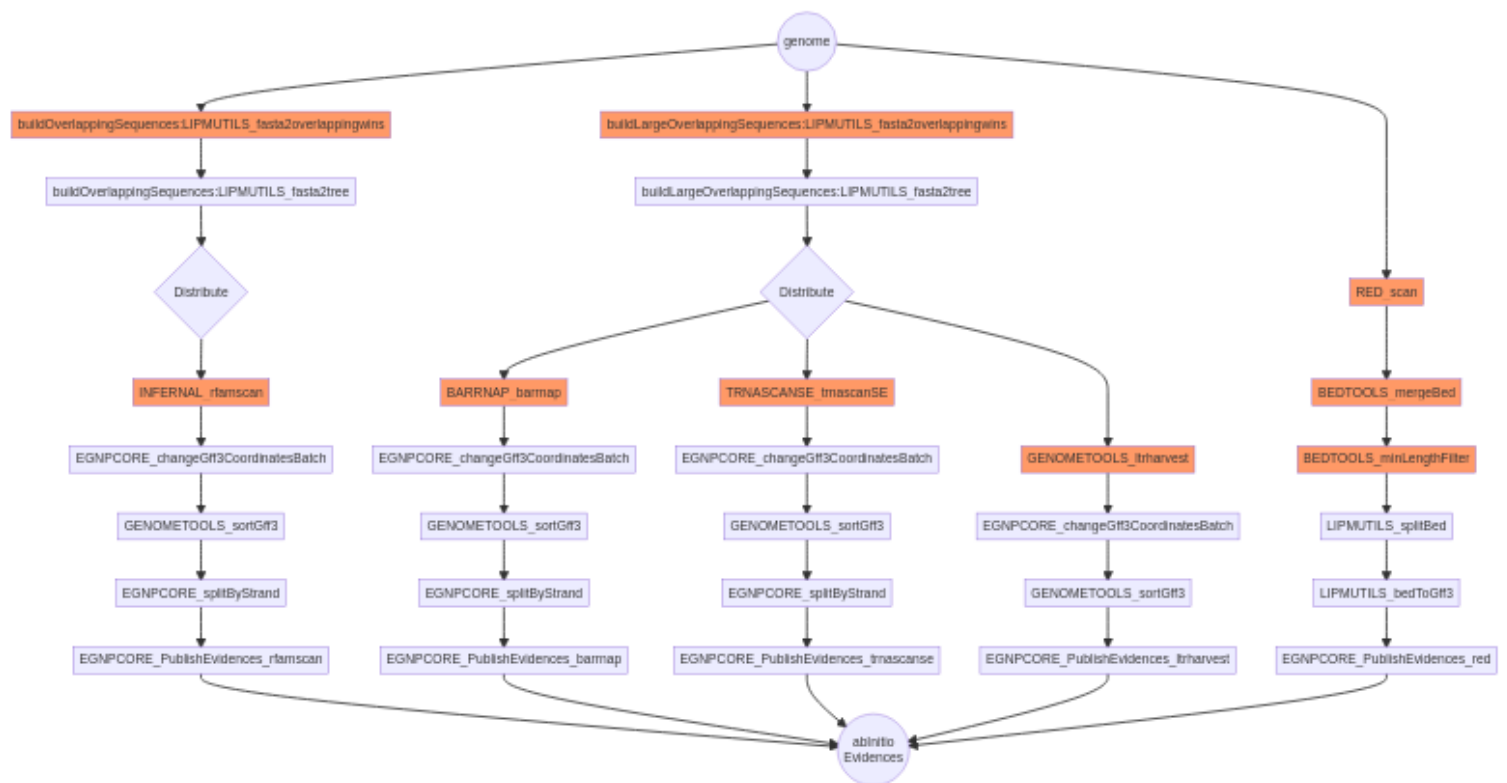 genome
buildOverlappingSequences:LIPMUTILS_fasta2overlappingwins
buildLargeOverlappingSequences:LIPMUTILS_fasta2overlappingwins
buildOverlappingSequences:LIPMUTILS_fasta2tree
buildLargeOverlappingSequences:LIPMUTILS_fasta2tree
Distribute
Distribute
RED_scan
INFERNAL_rfamscan
BARRNAP_barrnap
TRNASCANSE_trnascanSE
BEDTOOLS_mergeBed
EGNPCORE_changeGff3CoordinatesBatch
EGNPCORE_changeGff3CoordinatesBatch
EGNPCORE_changeGff3CoordinatesBatch
GENOMETOOLS_ltrharvest
BEDTOOLS_minLengthFilter
GENOMETOOLS_sortGff3
GENOMETOOLS_sortGff3
GENOMETOOLS_sortGff3
EGNPCORE_changeGff3CoordinatesBatch
LIPMUTILS_splitBed
EGNPCORE_splitByStrand
EGNPCORE_splitByStrand
EGNPCORE_splitByStrand
GENOMETOOLS_sortGff3
LIPMUTILS_bedToGff3
EGNPCORE_PublishEvidences_rfamscan
EGNPCORE_PublishEvidences_barrnap
EGNPCORE_PublishEvidences_trnascanse
EGNPCORE_PublishEvidences_ltrharvest
EGNPCORE_PublishEvidences_red
abInitio
Evidences